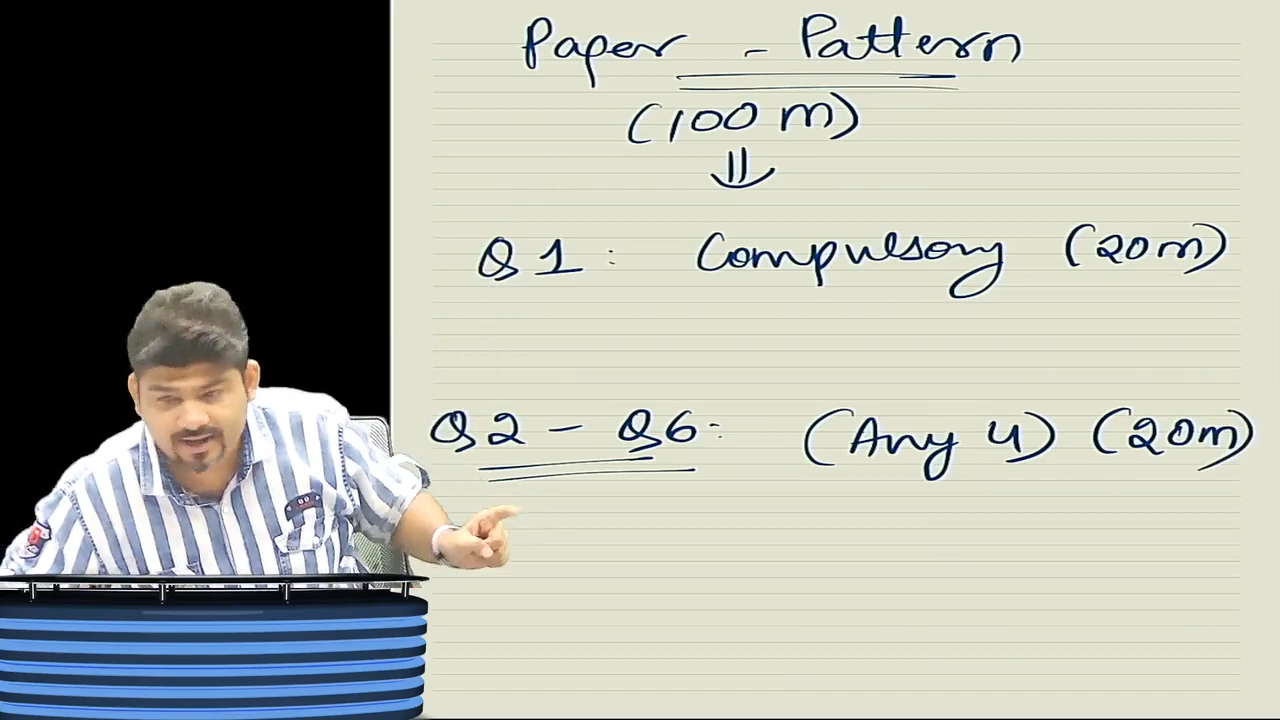 Paper - Pattern
(100 m)
Q1 : Compulsory (20m)
Q2 - Q6: (Any 4) (20m)